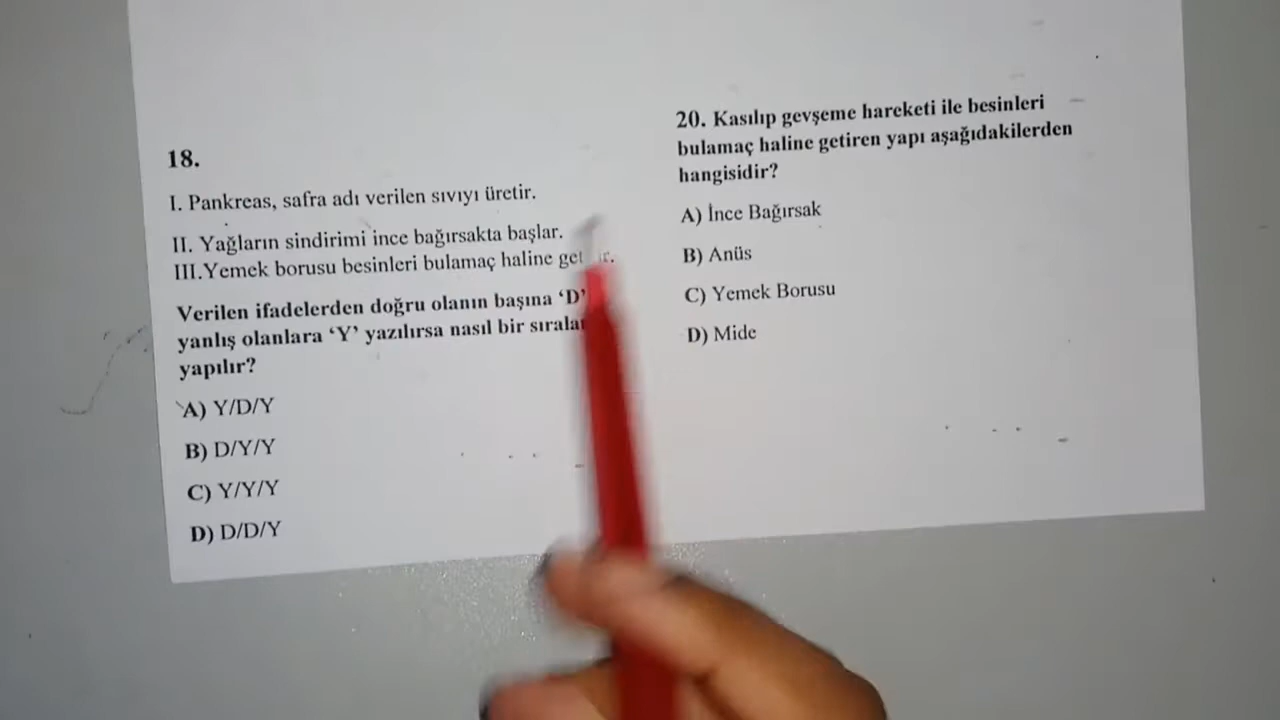 18.
I. Pankreas, safra adı verilen sıvıyı üretir.
II. Yağların sindirimi ince bağırsakta başlar.
III.Yemek borusu besinleri bulamaç haline
Verilen ifadelerden doğru olanın başına ‘D’
yanlış olanlara ‘Y’ yazılırsa nasıl bir
yapılır?
A) Y/D/Y
B) D/Y/Y
C) Y/Y/Y
D) D/D/Y
20. Kasılıp gevşeme hareketi ile besinleri
bulamaç haline getiren yapı aşağıdakilerden
hangisidir?
A) İnce Bağırsak
B) Anüs
C) Yemek Borusu
D) Mide